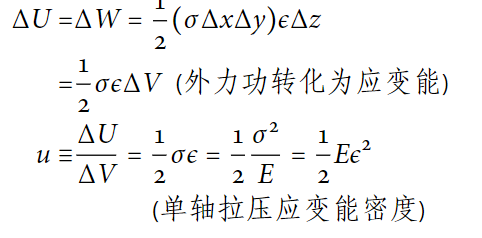 ΔU =ΔW = 1/2 (σΔxΔy)ϵΔz
= 1/2 σϵΔV (外力功转化为应变能)
u ≡ ΔU/ΔV = 1/2 σϵ = 1/2 σ²/E = 1/2 Eϵ²
(单轴拉压应变能密度)